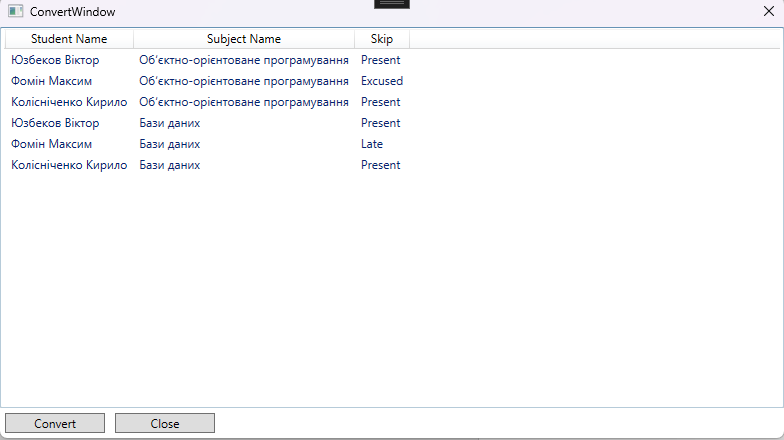 ConvertWindow
Student Name Subject Name Skip
Юзбеков Віктор Об'єктно-орієнтоване програмування Present
Фомін Максим Об'єктно-орієнтоване програмування Excused
Колісніченко Кирило Об'єктно-орієнтоване програмування Present
Юзбеков Віктор Бази даних Present
Фомін Максим Бази даних Late
Колісніченко Кирило Бази даних Present
Convert Close